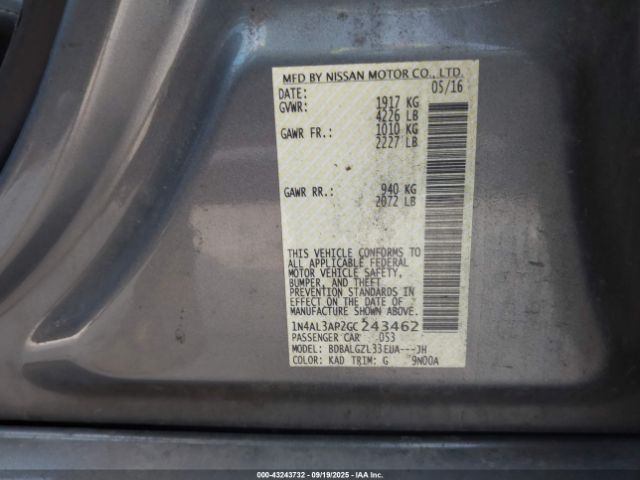 MFD BY NISSAN MOTOR CO., LTD.
DATE: 05/16
GVWR: 1917 KG
4226 LB
GAWR FR.: 1010 KG
2227 LB
GAWR RR.: 940 KG
2072 LB
THIS VEHICLE CONFORMS TO
ALL APPLICABLE FEDERAL
MOTOR VEHICLE SAFETY,
BUMPER, AND THEFT
PREVENTION STANDARDS IN
EFFECT ON THE DATE OF
MANUFACTURE SHOWN ABOVE.
1N4AL3AP2GC243462
PASSENGER CAR 053
MODEL: BDBALGZL33EUA---JH
COLOR: KAD TRIM: G 9N00A
000-43243732 - 09/19/2025 - IAA Inc.